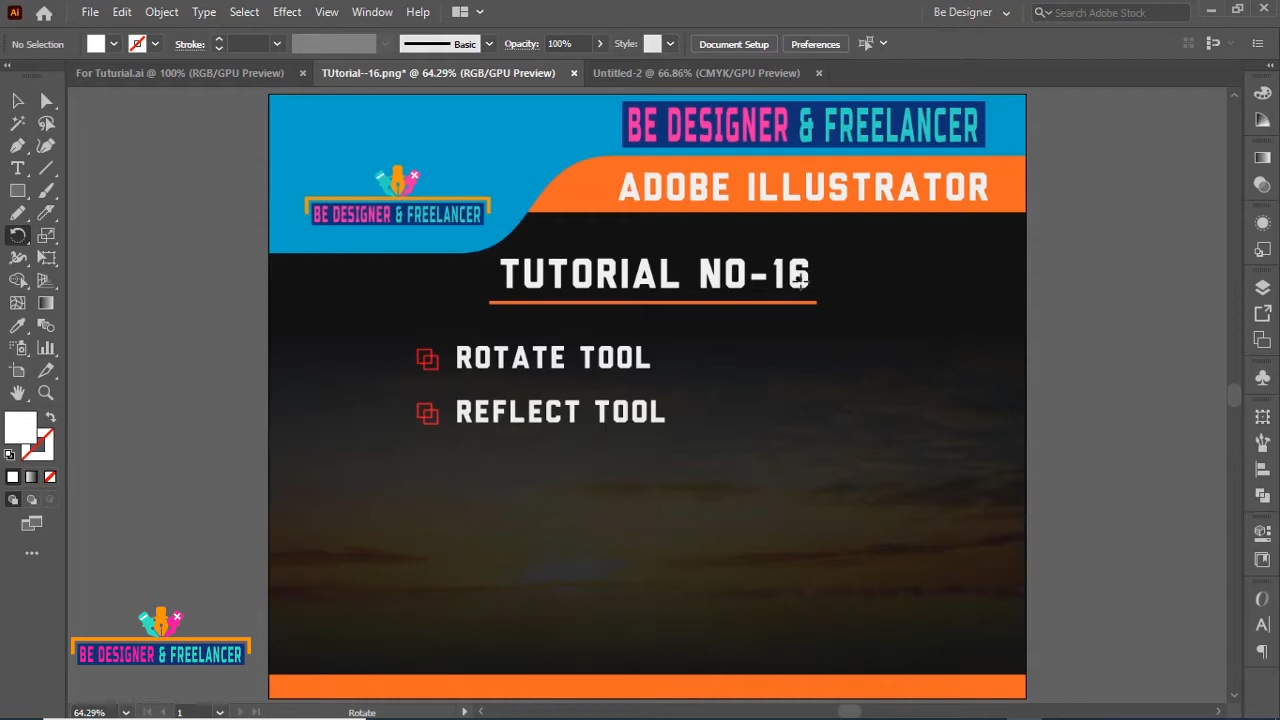 Ai File Edit Object Type Select Effect View Window Help Be Designer Search Adobe Stock
No Selection Stroke: Basic Opacity: 100% Style: Document Setup Preferences
For Tuturial.ai @ 100% (RGB/GPU Preview) × TUtorial--16.png* @ 64.29% (RGB/GPU Preview) × Untitled-2 @ 66.86% (CMYK/GPU Preview) ×
BE DESIGNER & FREELANCER
ADOBE ILLUSTRATOR
BE DESIGNER & FREELANCER
TUTORIAL NO-16
ROTATE TOOL
REFLECT TOOL
BE DESIGNER & FREELANCER
64.29% 1 Rotate